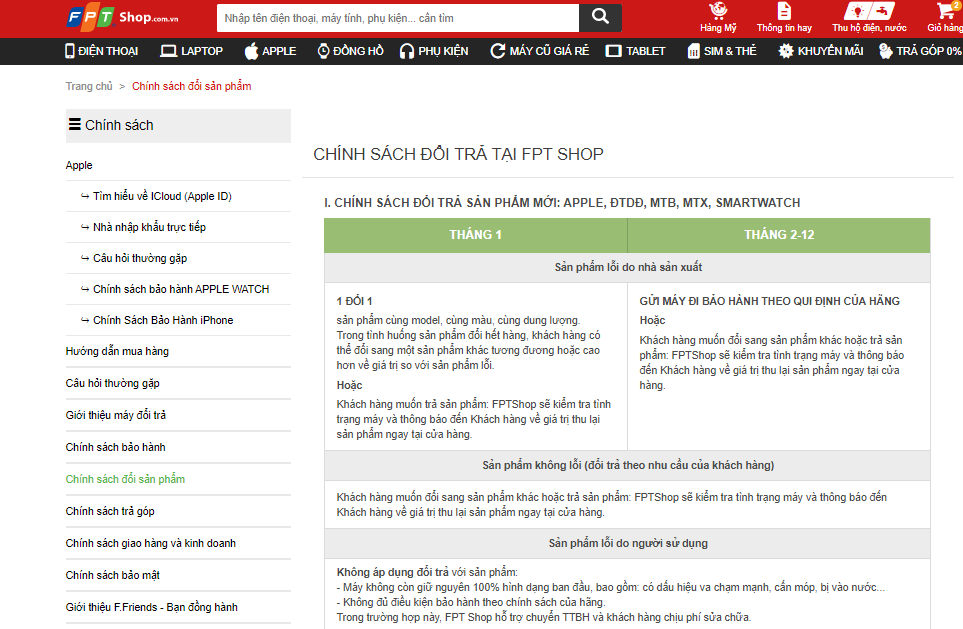 FPT Shop.com.vn
Nhập tên điện thoại, máy tính, phụ kiện... cần tìm
Hàng Mỹ
Thông tin hay
Thu hộ điện, nước
2
Giỏ hàng
ĐIỆN THOẠI
LAPTOP
APPLE
ĐỒNG HỒ
PHỤ KIỆN
MÁY CŨ GIÁ RẺ
TABLET
SIM & THẺ
KHUYẾN MÃI
TRẢ GÓP 0%
Trang chủ > Chính sách đổi sản phẩm
Chính sách
Apple
Tìm hiểu về ICloud (Apple ID)
Nhà nhập khẩu trực tiếp
Câu hỏi thường gặp
Chính sách bảo hành APPLE WATCH
Chính Sách Bảo Hành iPhone
Hướng dẫn mua hàng
Câu hỏi thường gặp
Giới thiệu máy đổi trả
Chính sách bảo hành
Chính sách đổi sản phẩm
Chính sách trả góp
Chính sách giao hàng và kinh doanh
Chính sách bảo mật
Giới thiệu F.Friends - Bạn đồng hành
CHÍNH SÁCH ĐỔI TRẢ TẠI FPT SHOP
I. CHÍNH SÁCH ĐỔI TRẢ SẢN PHẨM MỚI: APPLE, ĐTDĐ, MTB, MTX, SMARTWATCH
THÁNG 1
THÁNG 2-12
Sản phẩm lỗi do nhà sản xuất
1 ĐỔI 1
sản phẩm cùng model, cùng màu, cùng dung lượng.
Trong tình huống sản phẩm đổi hết hàng, khách hàng có
thể đổi sang một sản phẩm khác tương đương hoặc cao
hơn về giá trị so với sản phẩm lỗi.
Hoặc
Khách hàng muốn trả sản phẩm: FPTShop sẽ kiểm tra tình
trạng máy và thông báo đến Khách hàng về giá trị thu lại
sản phẩm ngay tại cửa hàng.
GỬI MÁY ĐI BẢO HÀNH THEO QUI ĐỊNH CỦA HÃNG
Hoặc
Khách hàng muốn đổi sang sản phẩm khác hoặc trả sản
phẩm: FPTShop sẽ kiểm tra tình trạng máy và thông báo
đến Khách hàng về giá trị thu lại sản phẩm ngay tại cửa
hàng.
Sản phẩm không lỗi (đổi trả theo nhu cầu của khách hàng)
Khách hàng muốn đổi sang sản phẩm khác hoặc trả sản phẩm: FPTShop sẽ kiểm tra tình trạng máy và thông báo đến
Khách hàng về giá trị thu lại sản phẩm ngay tại cửa hàng.
Sản phẩm lỗi do người sử dụng
Không áp dụng đổi trả với sản phẩm:
- Máy không còn giữ nguyên 100% hình dạng ban đầu, bao gồm: có dấu hiệu va chạm mạnh, cấn móp, bị vào nước...
- Không đủ điều kiện bảo hành theo chính sách của hãng.
Trong trường hợp này, FPT Shop hỗ trợ chuyển TTBH và khách hàng chịu phí sửa chữa.